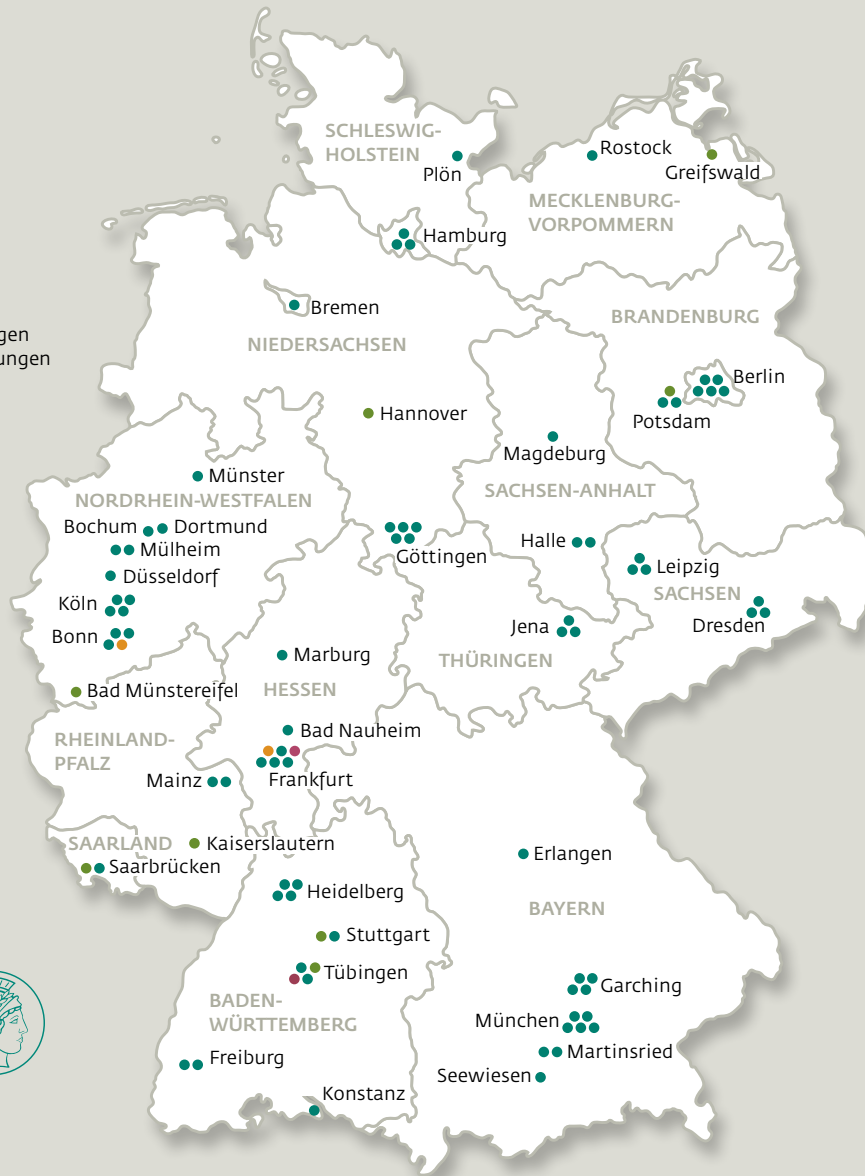 SCHLESWIG-
HOLSTEIN
Plön
Rostock
Greifswald
MECKLENBURG-
VORPOMMERN
Hamburg
Bremen
NIEDERSACHSEN
BRANDENBURG
gen
ungen
Berlin
Potsdam
Hannover
Magdeburg
SACHSEN-ANHALT
Münster
NORDRHEIN-WESTFALEN
Bochum
Dortmund
Mülheim
Düsseldorf
Köln
Bonn
Göttingen
Halle
Leipzig
SACHSEN
Dresden
Jena
THÜRINGEN
Marburg
HESSEN
Bad Münstereifel
Bad Nauheim
RHEINLAND-
PFALZ
Mainz
Frankfurt
SAARLAND
Kaiserslautern
Saarbrücken
Erlangen
Heidelberg
BAYERN
Stuttgart
Tübingen
Garching
BADEN-
WÜRTTEMBERG
München
Martinsried
Freiburg
Seewiesen
Konstanz